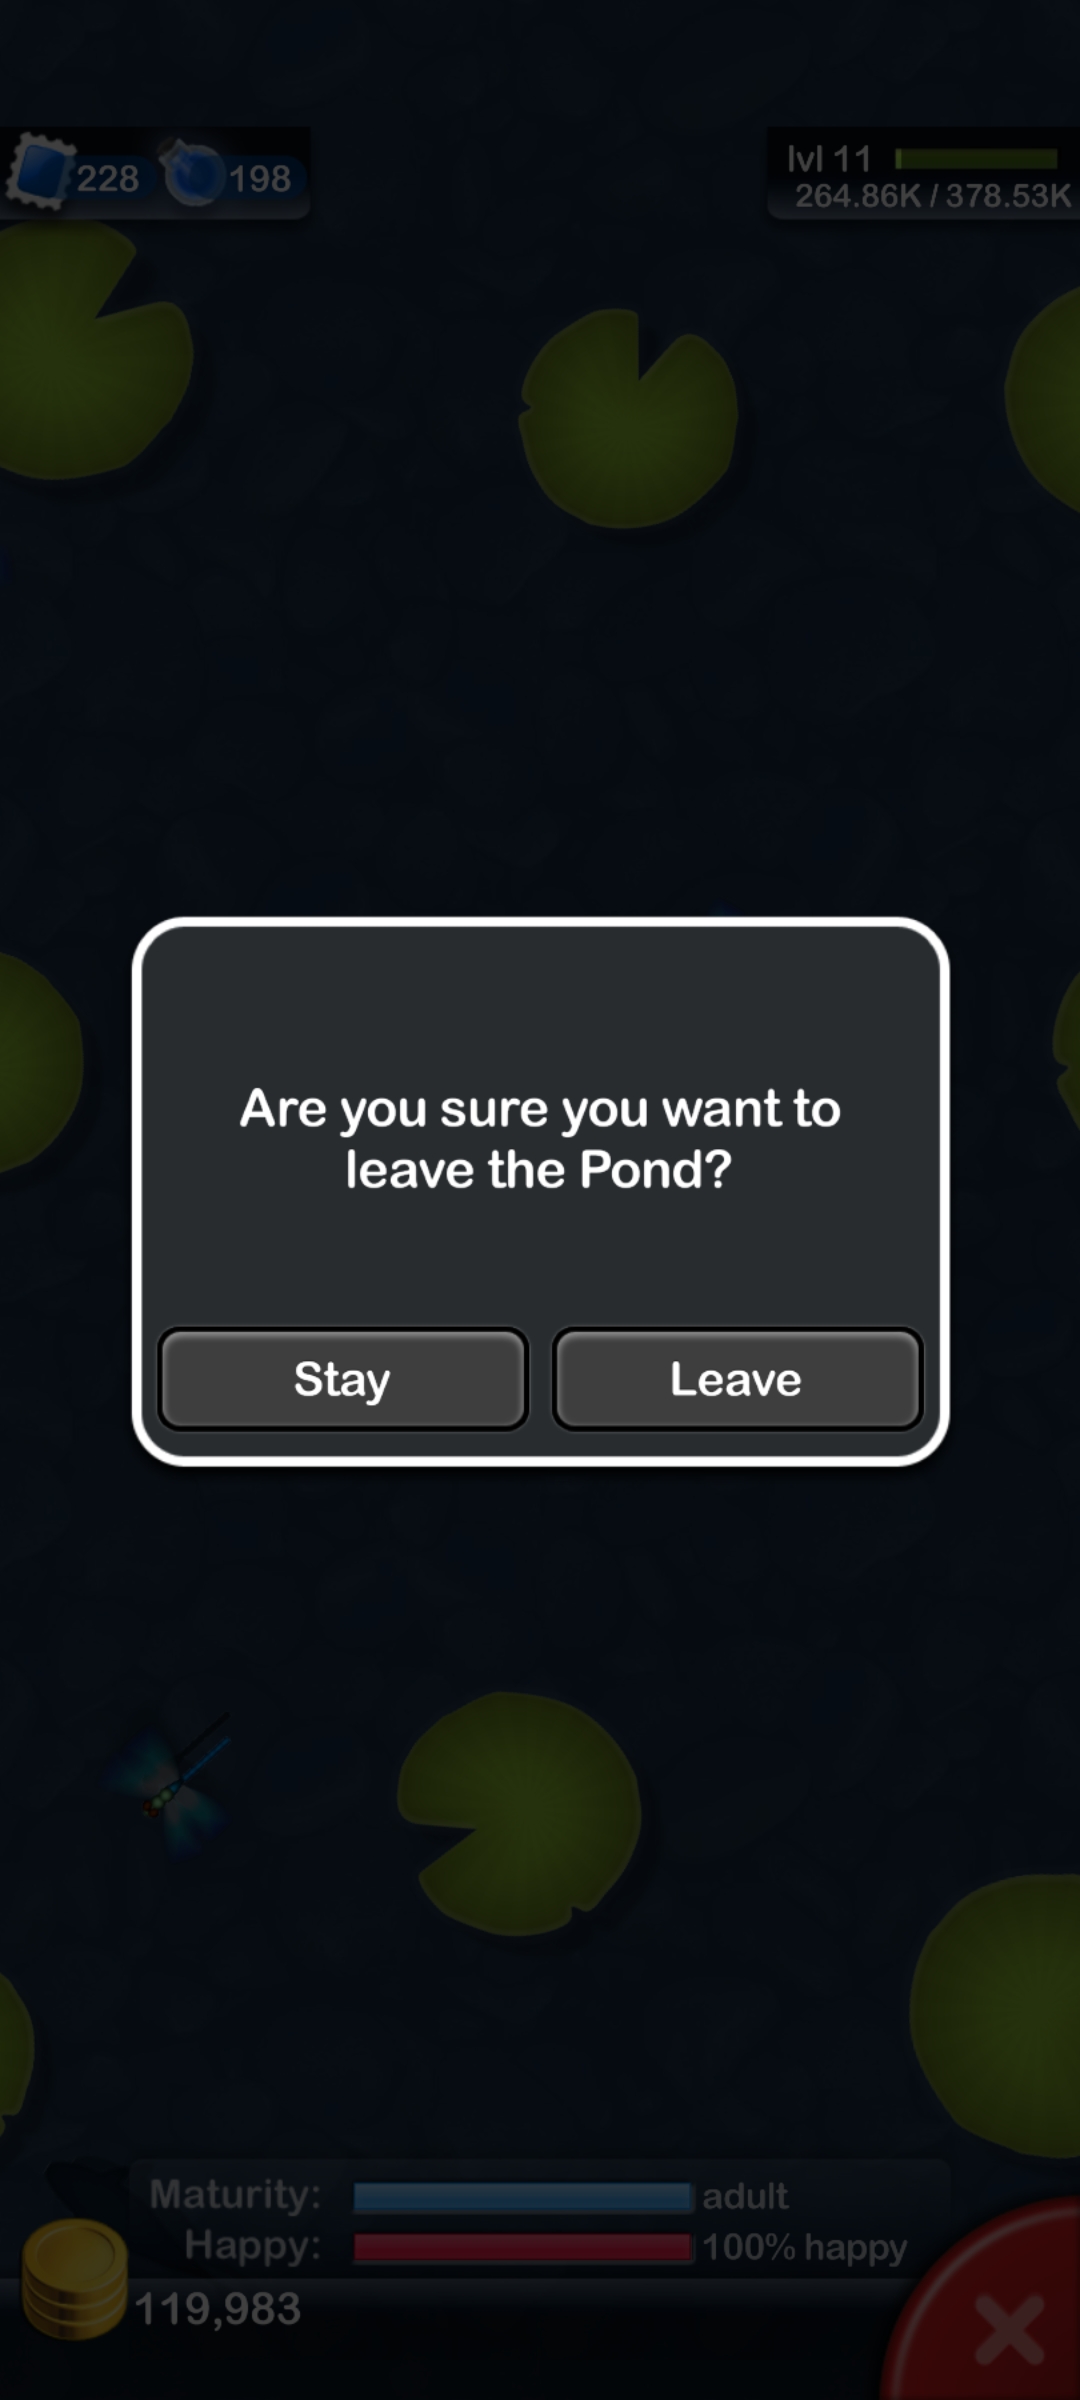 228 198
lvl 11
264.86K / 378.53K
Are you sure you want to
leave the Pond?
Stay Leave
Maturity: adult
Happy: 100% happy
119,983